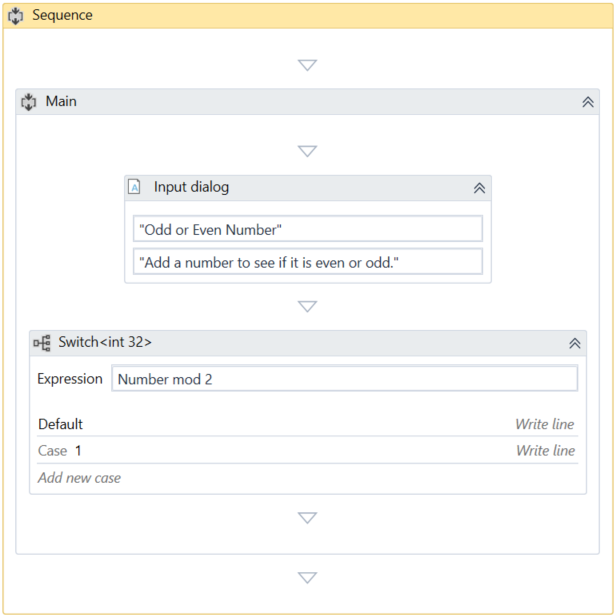 Sequence
Main
Input dialog
"Odd or Even Number"
"Add a number to see if it is even or odd."
Switch<int 32>
Expression Number mod 2
Default Write line
Case 1 Write line
Add new case